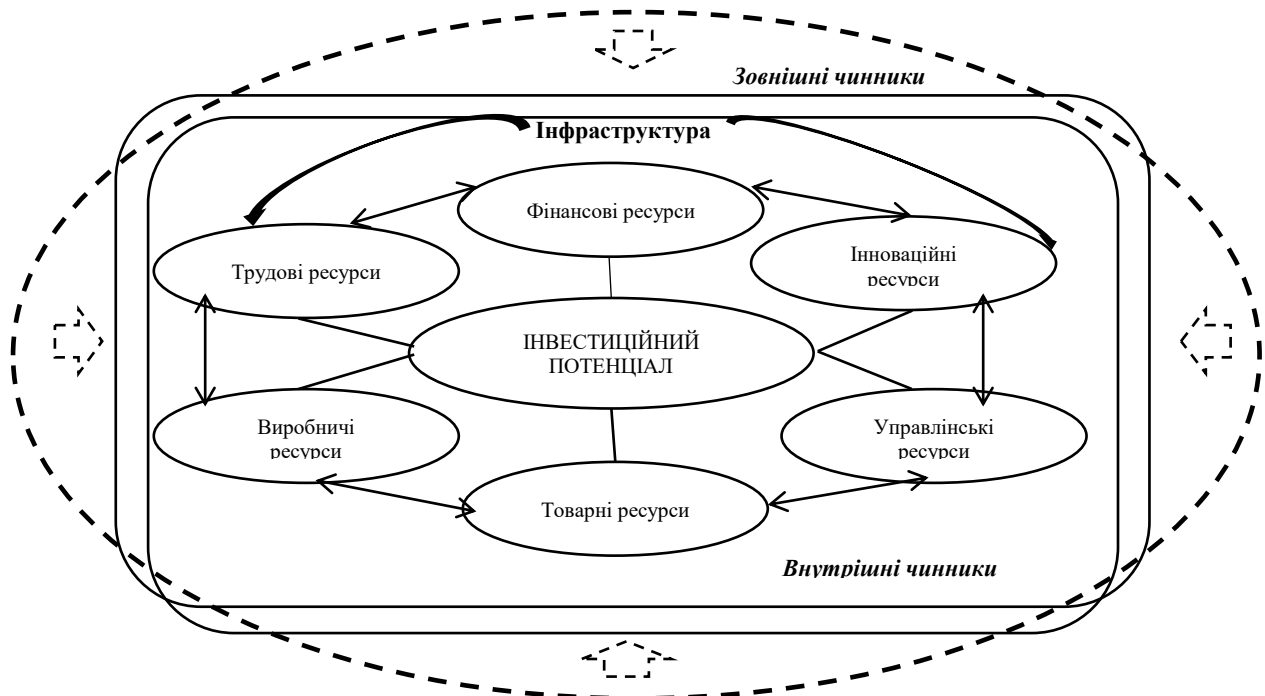 Зовнішні чинники
Інфраструктура
Фінансові ресурси
Трудові ресурси
Інноваційні
ресурси
ІНВЕСТИЦІЙНИЙ
ПОТЕНЦІАЛ
Виробничі
ресурси
Управлінські
ресурси
Товарні ресурси
Внутрішні чинники